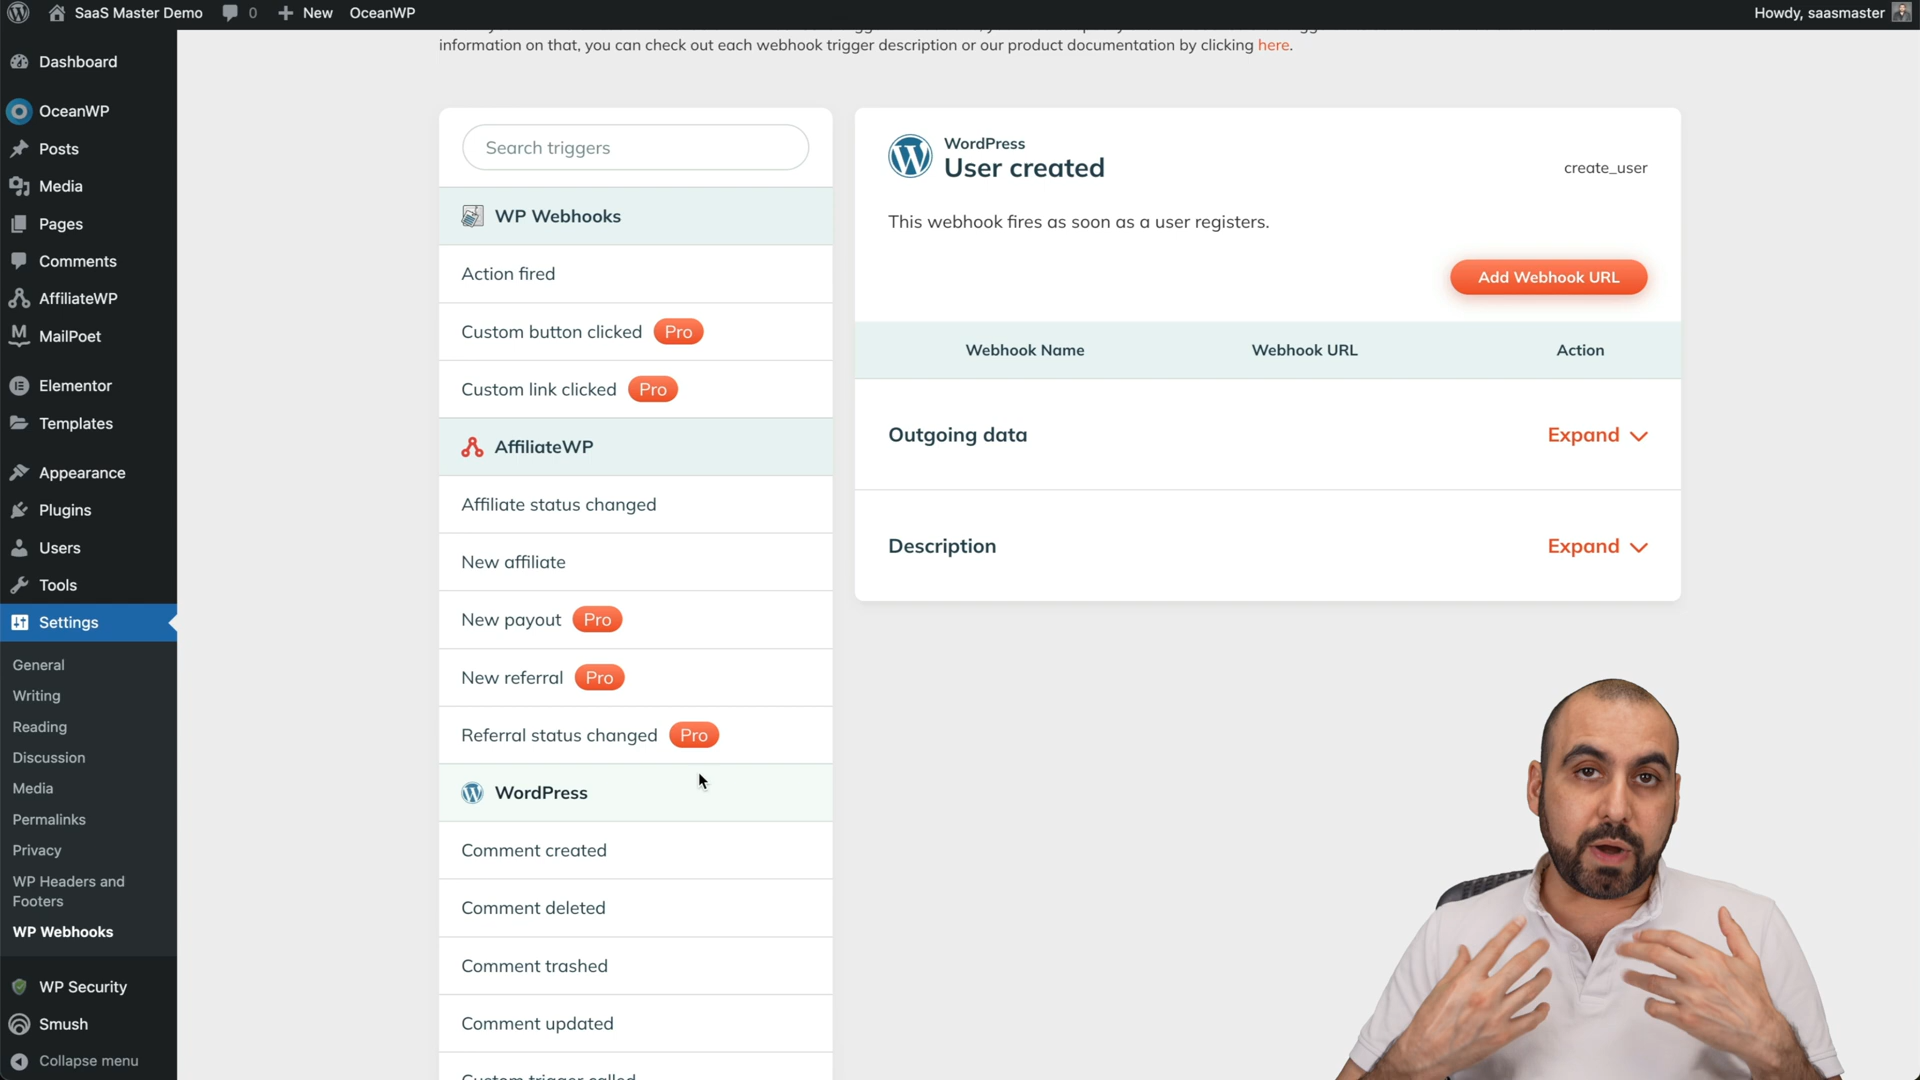 SaaS Master Demo
0
New
OceanWP
Howdy, saasmaster
information on that, you can check out each webhook trigger description or our product documentation by clicking here.
Dashboard
OceanWP
Posts
Media
Pages
Comments
AffiliateWP
MailPoet
Elementor
Templates
Appearance
Plugins
Users
Tools
Settings
General
Writing
Reading
Discussion
Media
Permalinks
Privacy
WP Headers and
Footers
WP Webhooks
WP Security
Smush
Collapse menu
Search triggers
WP Webhooks
Action fired
Custom button clicked Pro
Custom link clicked Pro
AffiliateWP
Affiliate status changed
New affiliate
New payout Pro
New referral Pro
Referral status changed Pro
WordPress
Comment created
Comment deleted
Comment trashed
Comment updated
Custom trigger called
WordPress
User created
create_user
This webhook fires as soon as a user registers.
Add Webhook URL
Webhook Name
Webhook URL
Action
Outgoing data
Expand
Description
Expand